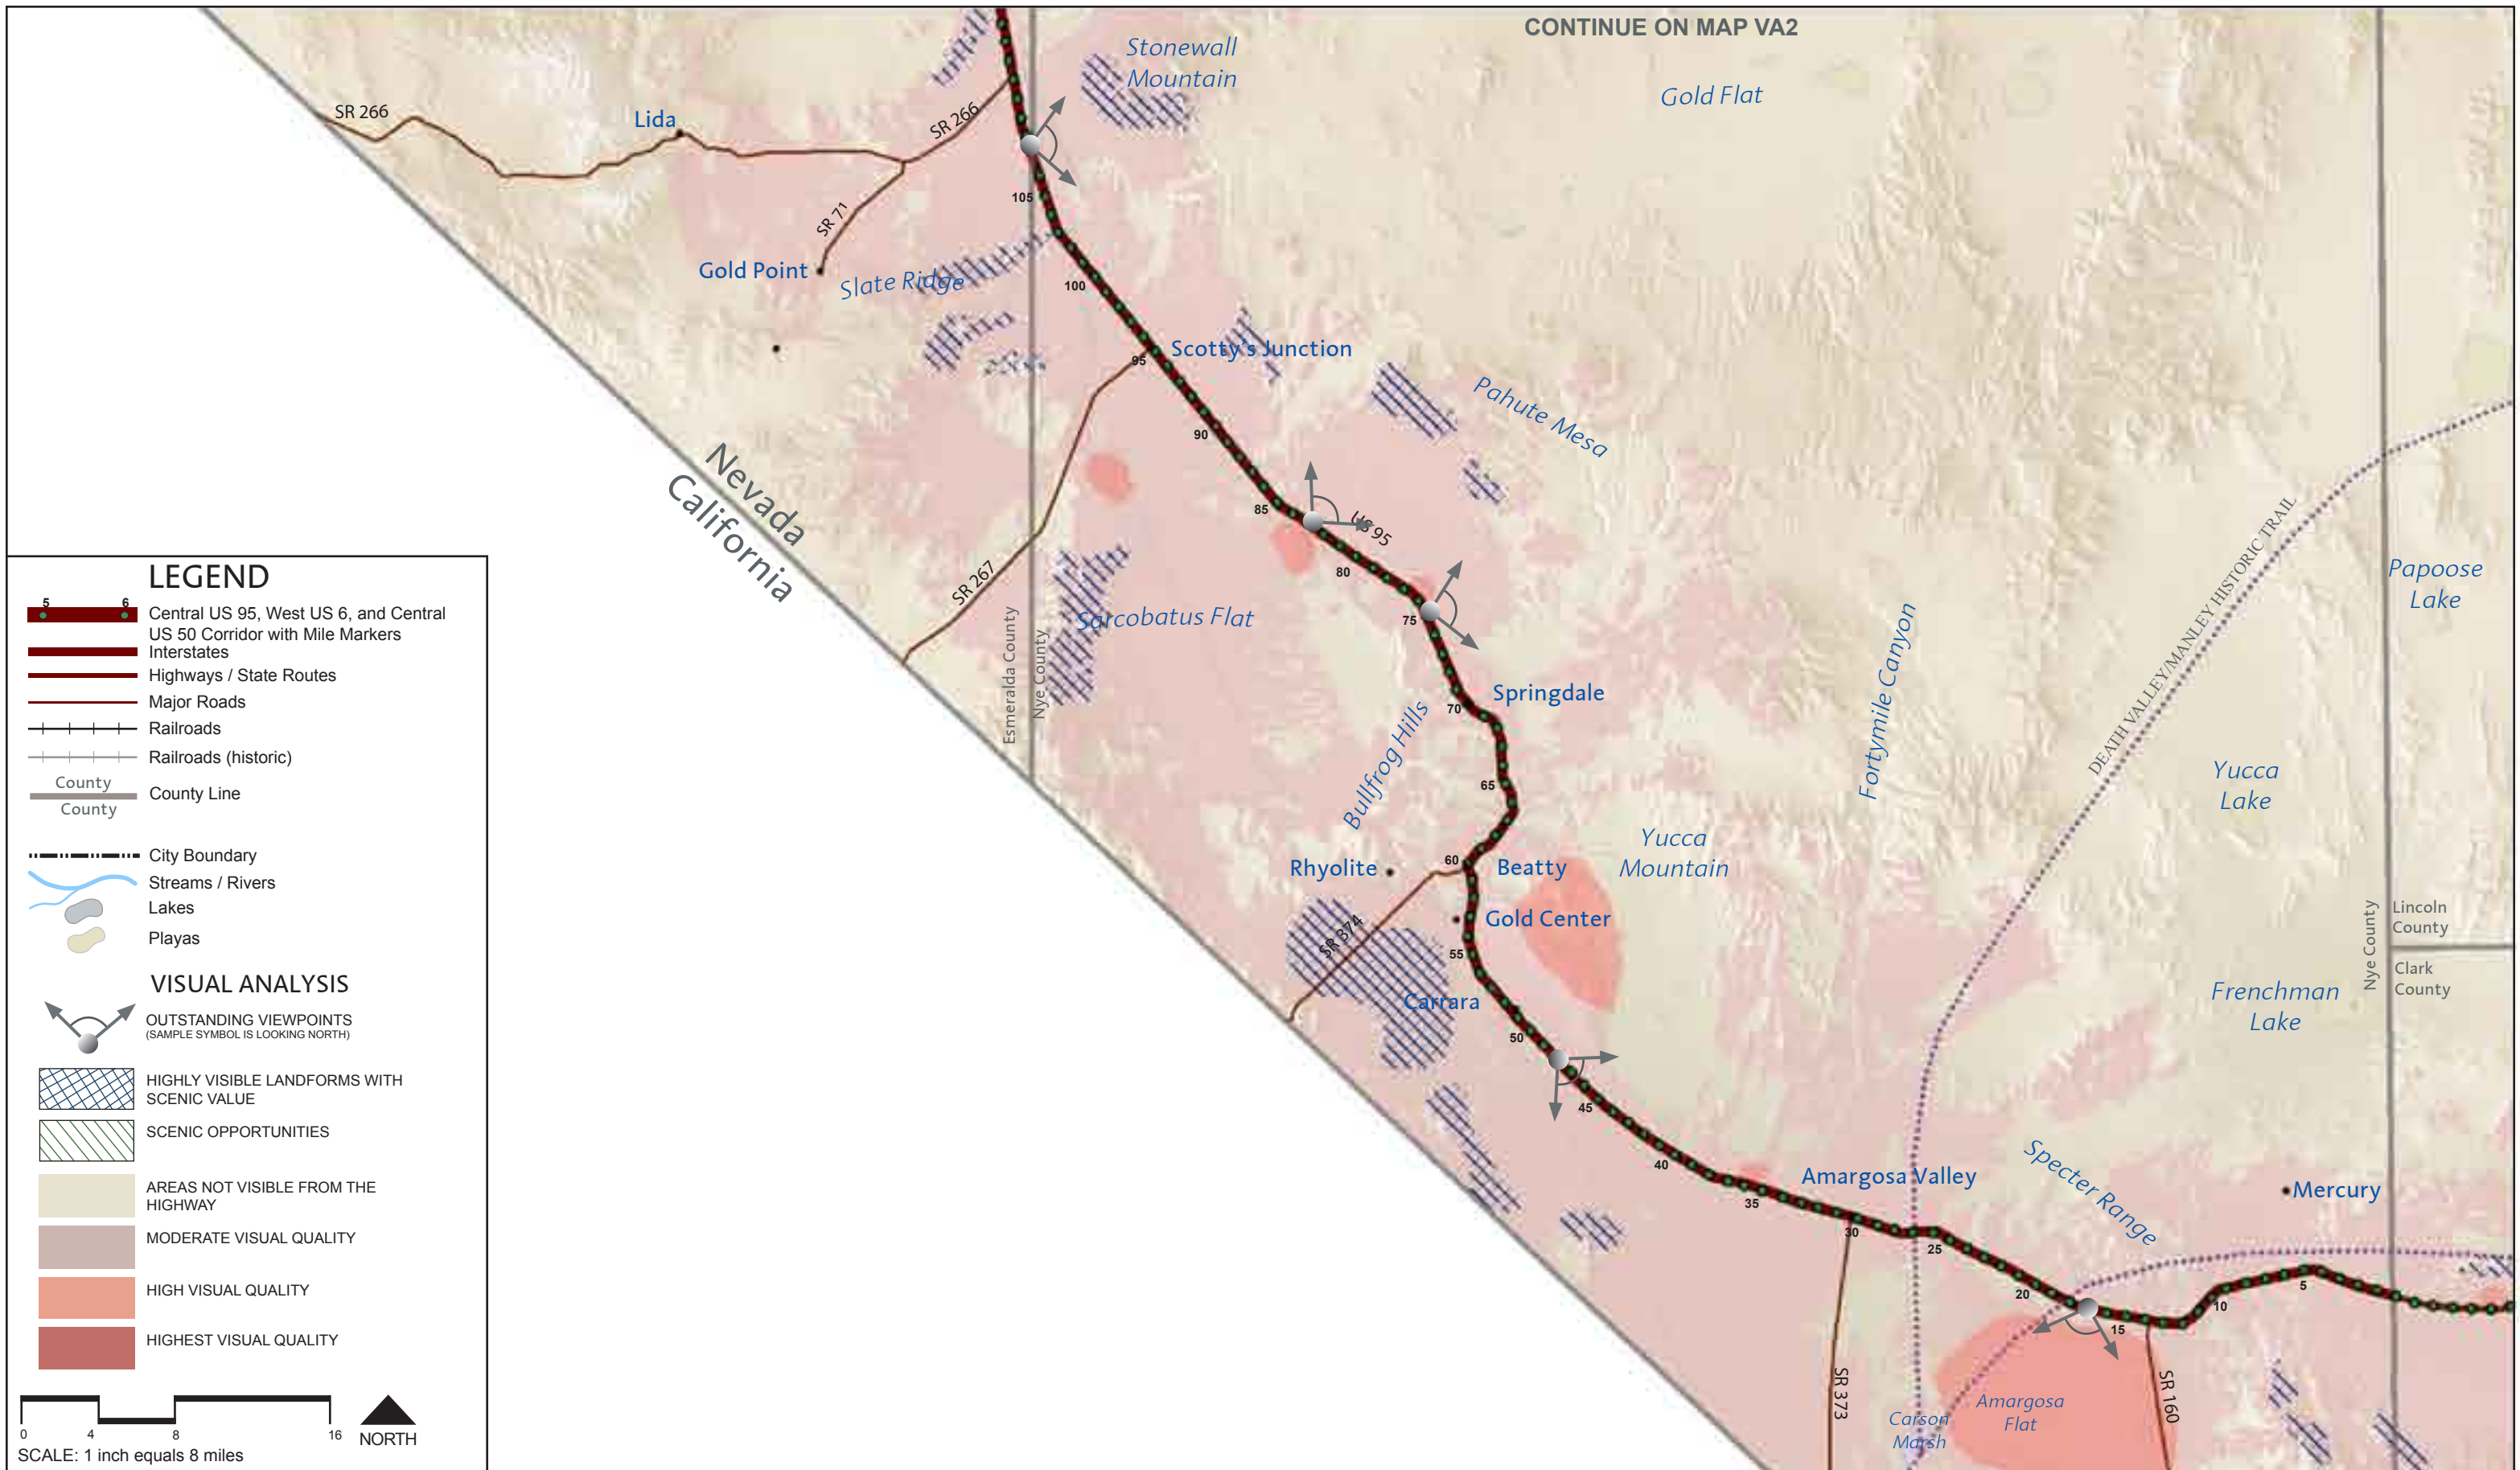 CONTINUE ON MAP VA2
Stonewall
Mountain
Gold Flat
SR 266
Lida
SR 266
105
SR 71
Gold Point
Slate Ridge
100
95
Scotty's Junction
Pahute Mesa
90
Nevada
California
85
US 95
80
75
SR 267
Sarcobatus Flat
Esmeralda County
Nye County
Springdale
70
Bullfrog Hills
65
Fortymile Canyon
DEATH VALLEY/MANLEY HISTORIC TRAIL
Papoose
Lake
Yucca
Lake
Yucca
Mountain
60
Beatty
Rhyolite
Gold Center
SR 374
55
Carrara
50
45
40
35
30
25
20
15
10
5
Nye County
Lincoln
County
Clark
County
Frenchman
Lake
Amargosa Valley
Specter Range
Mercury
SR 373
SR 160
Carson
Marsh
Amargosa
Flat
LEGEND
5 6
Central US 95, West US 6, and Central
US 50 Corridor with Mile Markers
Interstates
Highways / State Routes
Major Roads
Railroads
Railroads (historic)
County
County Line
County
City Boundary
Streams / Rivers
Lakes
Playas
VISUAL ANALYSIS
OUTSTANDING VIEWPOINTS
(SAMPLE SYMBOL IS LOOKING NORTH)
HIGHLY VISIBLE LANDFORMS WITH
SCENIC VALUE
SCENIC OPPORTUNITIES
AREAS NOT VISIBLE FROM THE
HIGHWAY
MODERATE VISUAL QUALITY
HIGH VISUAL QUALITY
HIGHEST VISUAL QUALITY
0 4 8 16
NORTH
SCALE: 1 inch equals 8 miles